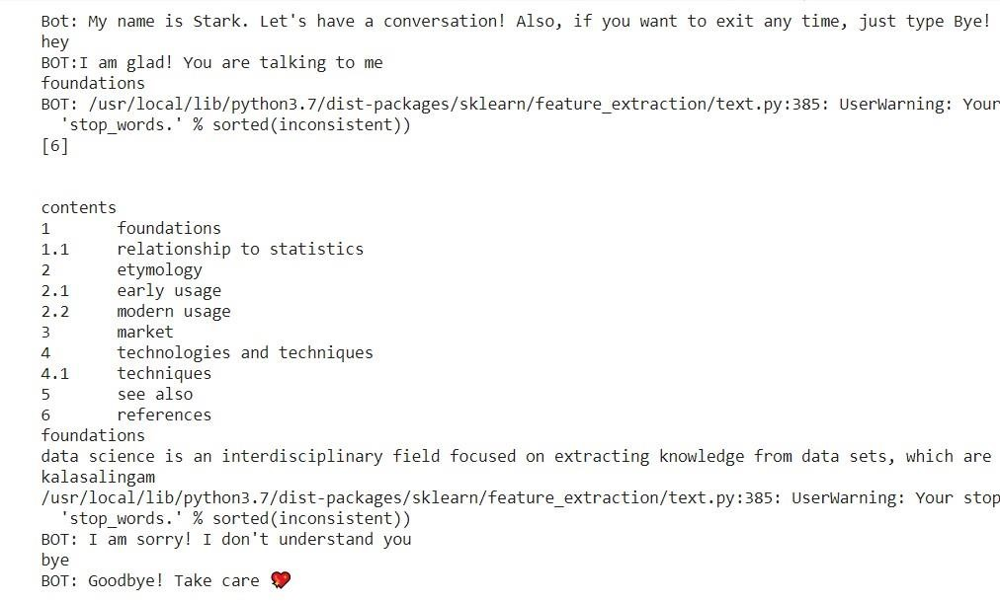 Bot: My name is Stark. Let's have a conversation! Also, if you want to exit any time, just type Bye!
hey
BOT:I am glad! You are talking to me
foundations
BOT: /usr/local/lib/python3.7/dist-packages/sklearn/feature_extraction/text.py:385: UserWarning: Your
'stop_words.' % sorted(inconsistent))
[6]
contents
1 foundations
1.1 relationship to statistics
2 etymology
2.1 early usage
2.2 modern usage
3 market
4 technologies and techniques
4.1 techniques
5 see also
6 references
foundations
data science is an interdisciplinary field focused on extracting knowledge from data sets, which are
kalasalingam
/usr/local/lib/python3.7/dist-packages/sklearn/feature_extraction/text.py:385: UserWarning: Your stop
'stop_words.' % sorted(inconsistent))
BOT: I am sorry! I don't understand you
bye
BOT: Goodbye! Take care 💖